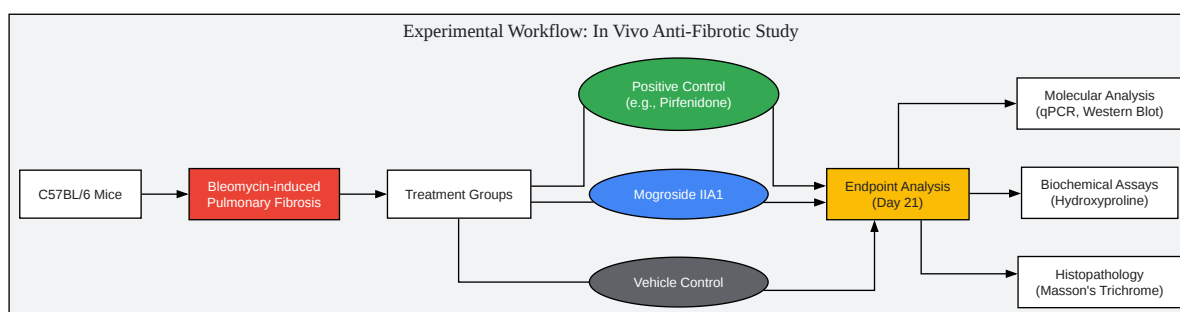 Experimental Workflow: In Vivo Anti-Fibrotic Study
C57BL/6 Mice
Bleomycin-induced
Pulmonary Fibrosis
Treatment Groups
Positive Control
(e.g., Pirfenidone)
Mogroside IIA1
Vehicle Control
Endpoint Analysis
(Day 21)
Molecular Analysis
(qPCR, Western Blot)
Biochemical Assays
(Hydroxyproline)
Histopathology
(Masson's Trichrome)